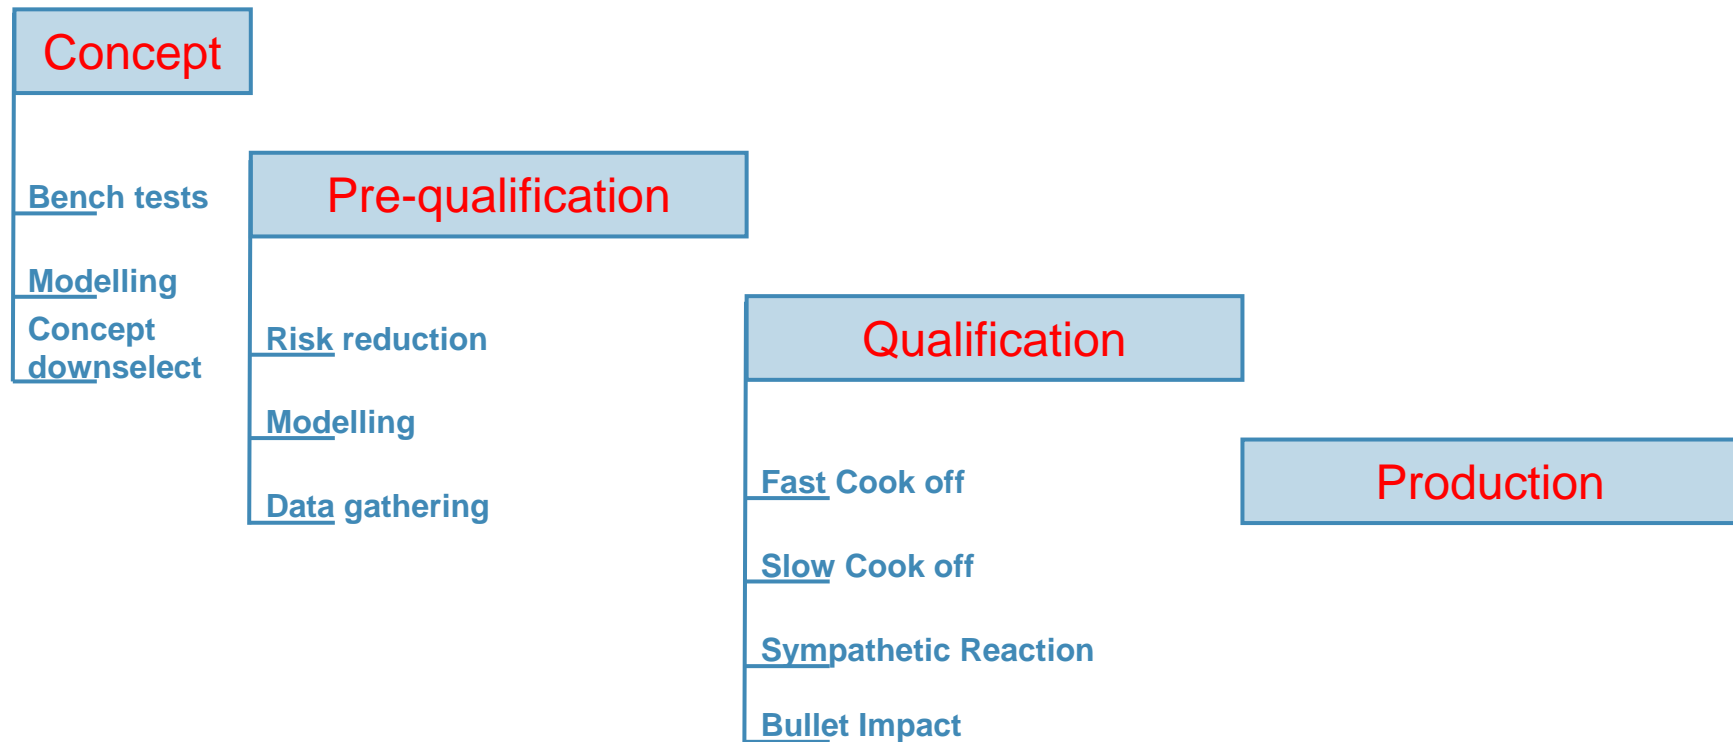 Concept
Bench tests
Modelling
Concept
downselect
Pre-qualification
Risk reduction
Modelling
Data gathering
Qualification
Fast Cook off
Slow Cook off
Sympathetic Reaction
Bullet Impact
Production